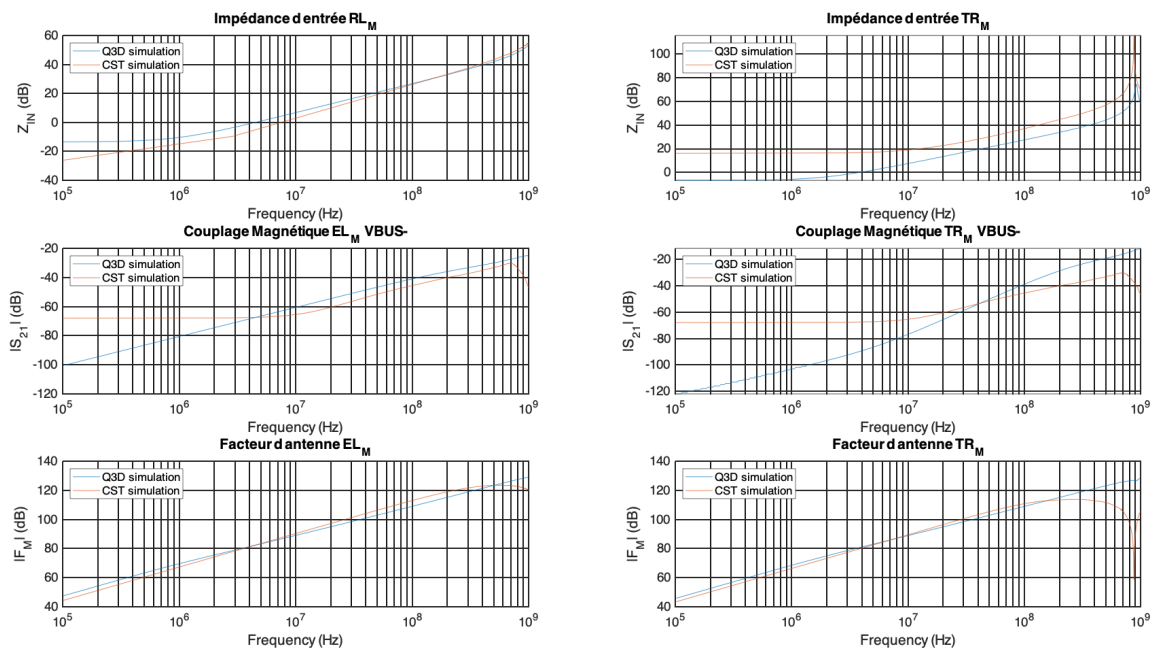 Impédance d entrée RL_M
Z_IN (dB)
60
40
20
0
-20
-40
Q3D simulation
CST simulation
10^5
10^6
10^7
10^8
10^9
Frequency (Hz)
Impédance d entrée TR_M
Z_IN (dB)
100
80
60
40
20
0
Q3D simulation
CST simulation
10^5
10^6
10^7
10^8
10^9
Frequency (Hz)
Couplage Magnétique EL_M VBUS-
|S_21| (dB)
-20
-40
-60
-80
-100
-120
Q3D simulation
CST simulation
10^5
10^6
10^7
10^8
10^9
Frequency (Hz)
Couplage Magnétique TR_M VBUS-
|S_21| (dB)
-20
-40
-60
-80
-100
-120
Q3D simulation
CST simulation
10^5
10^6
10^7
10^8
10^9
Frequency (Hz)
Facteur d antenne EL_M
|F_M| (dB)
140
120
100
80
60
40
Q3D simulation
CST simulation
10^5
10^6
10^7
10^8
10^9
Frequency (Hz)
Facteur d antenne TR_M
|F_M| (dB)
140
120
100
80
60
40
Q3D simulation
CST simulation
10^5
10^6
10^7
10^8
10^9
Frequency (Hz)